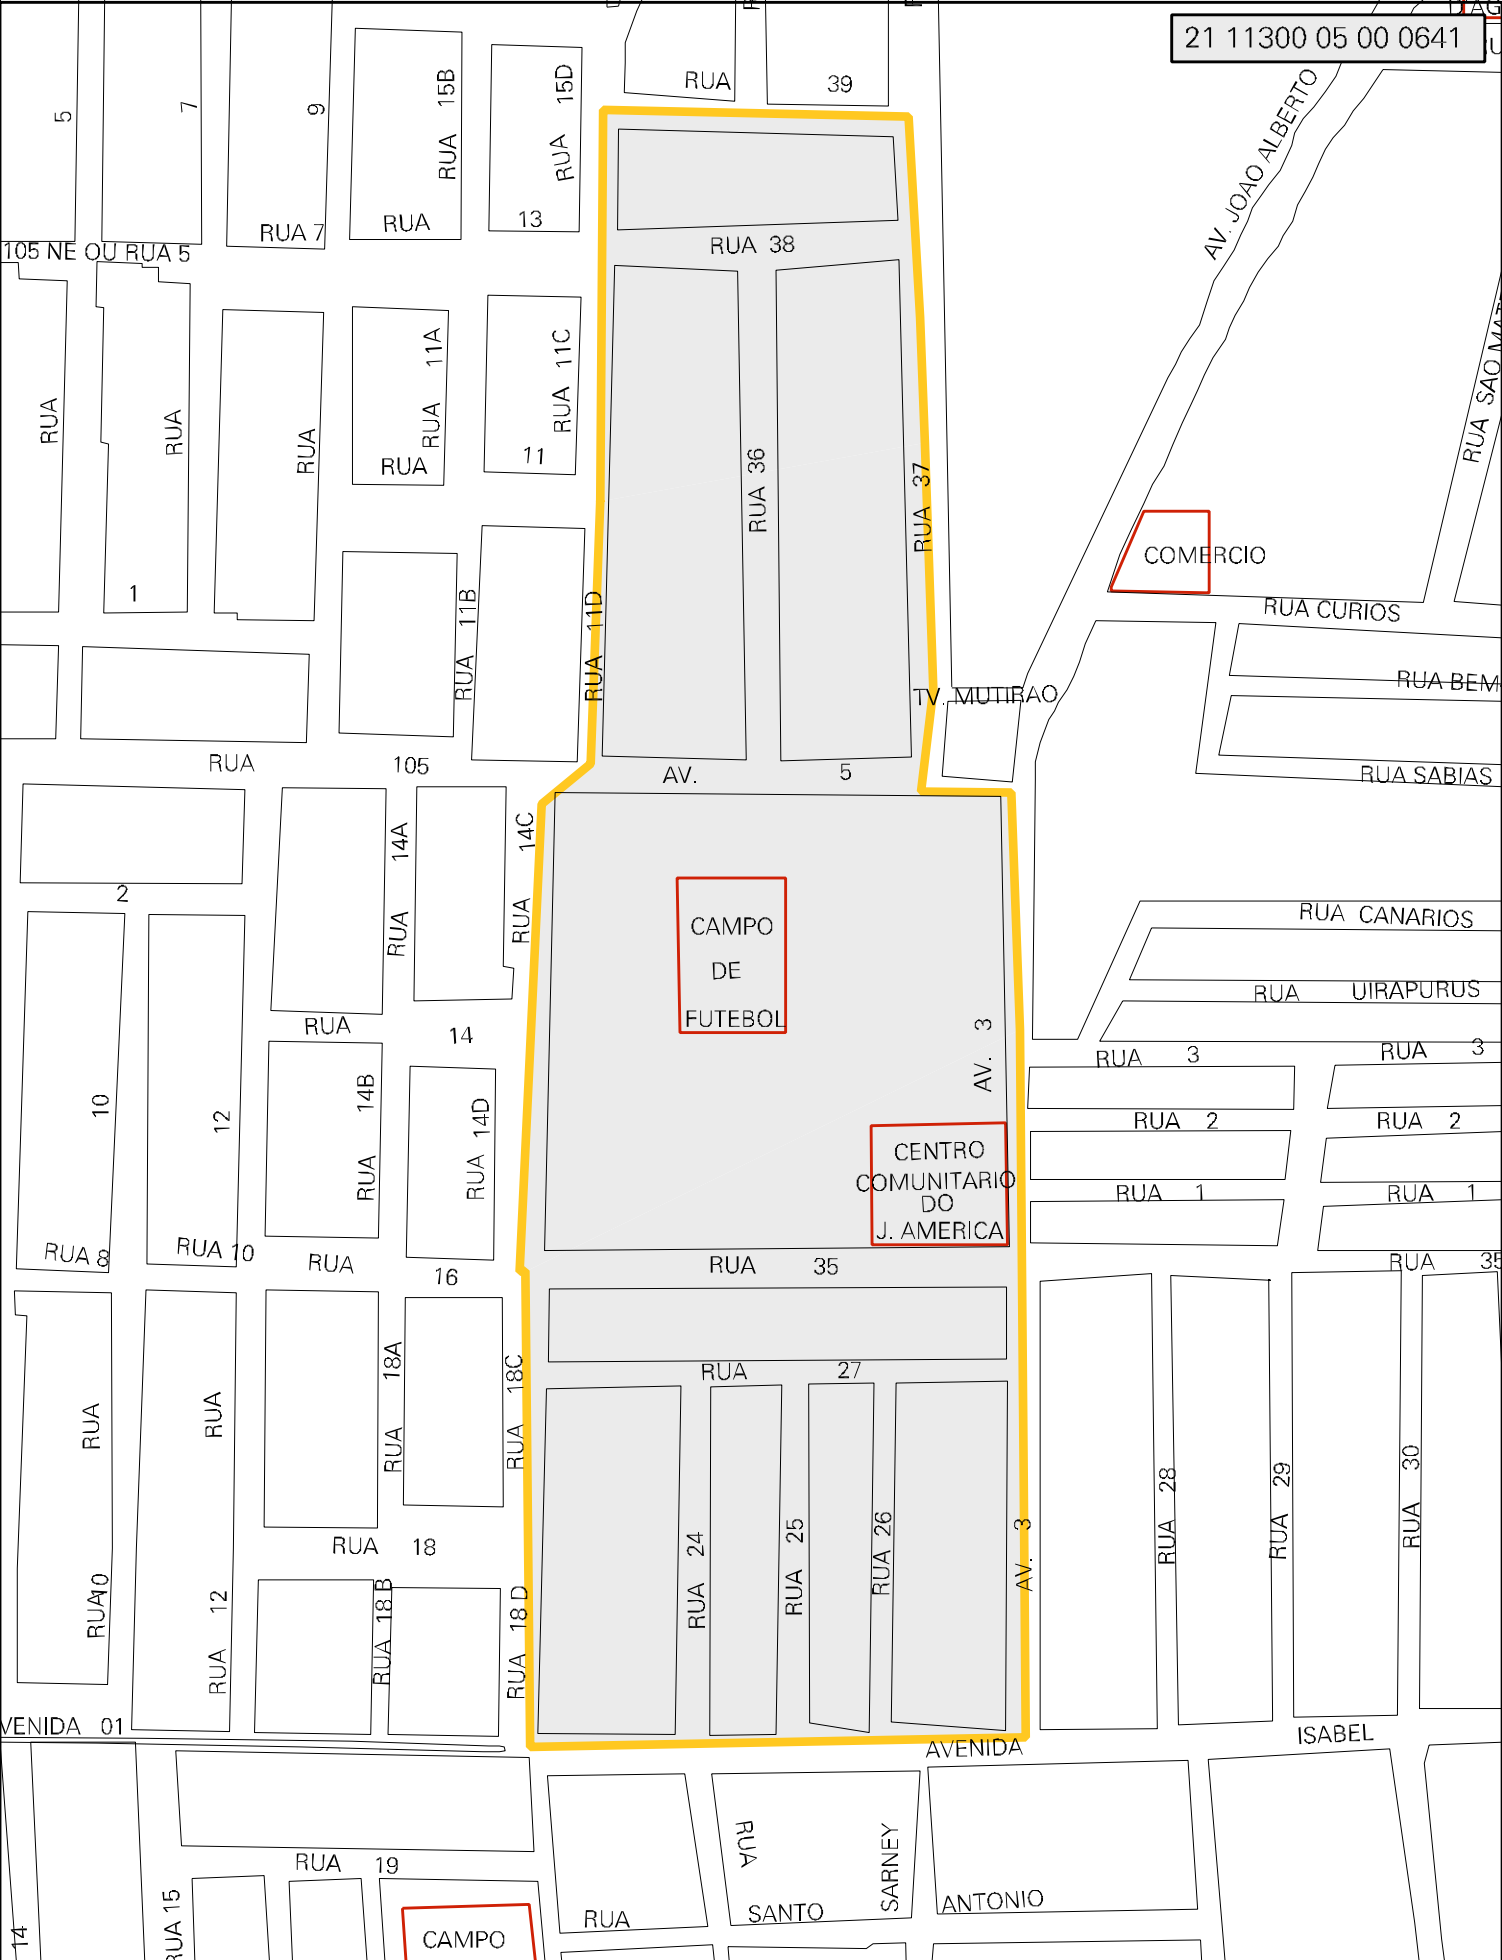 21 11300 05 00 0641
RUA 39
5
7
9
RUA 15B
RUA 15D
AV. JOAO ALBERTO
RUA 7
RUA 13
105 NE OU RUA 5
RUA 38
RUA
RUA
RUA
RUA 11A
RUA 11C
RUA 11
RUA 36
RUA 37
COMERCIO
RUA CURIOS
1
RUA 11B
RUA 11D
TV. MUTIRAO
RUA BEM
RUA 105
AV. 5
RUA SABIAS
RUA 14A
RUA 14C
2
CAMPO
DE
FUTEBOL
RUA CANARIOS
RUA UIRAPURUS
RUA 14
AV. 3
RUA 3
RUA 3
10
12
RUA 14B
RUA 14D
RUA 2
RUA 2
CENTRO
COMUNITARIO
DO
J. AMERICA
RUA 1
RUA 1
RUA 8
RUA 10
RUA 16
RUA 35
RUA 35
RUA 27
RUA
RUA
RUA 18A
RUA 18C
RUA 28
RUA 29
RUA 30
RUA 18
RUA 24
RUA 25
RUA 26
AV. 3
RUA 10
RUA 12
RUA 18 B
RUA 18 D
VENIDA 01
AVENIDA ISABEL
RUA 19
RUA SARNEY
RUA SANTO ANTONIO
RUA 15
14
CAMPO